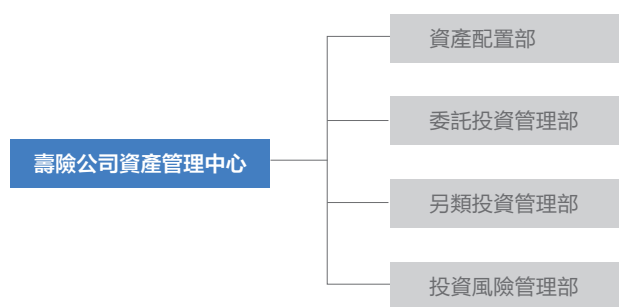 壽險公司資產管理中心
資產配置部
委託投資管理部
另類投資管理部
投資風險管理部